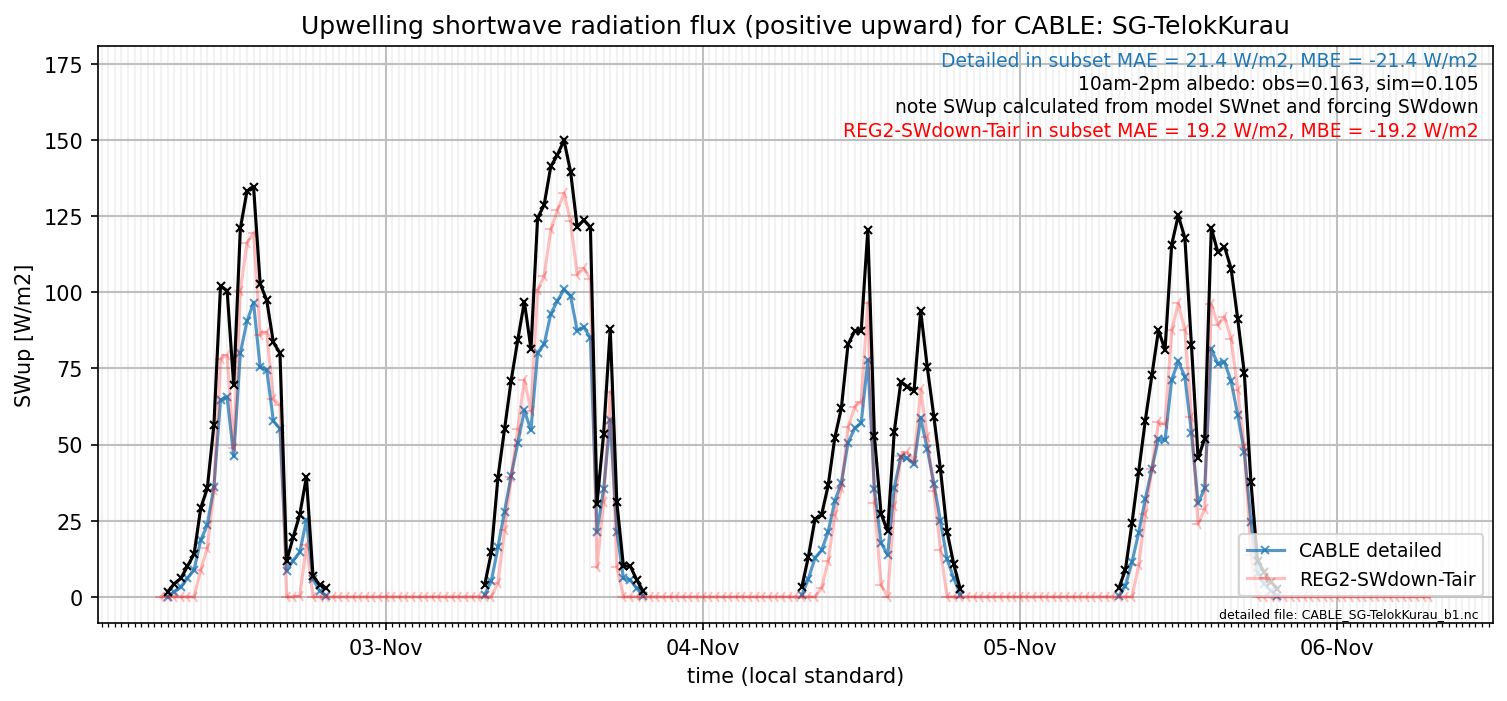 Upwelling shortwave radiation flux (positive upward) for CABLE: SG-TelokKurau
Detailed in subset MAE = 21.4 W/m2, MBE = -21.4 W/m2
10am-2pm albedo: obs=0.163, sim=0.105
note SWup calculated from model SWnet and forcing SWdown
REG2-SWdown-Tair in subset MAE = 19.2 W/m2, MBE = -19.2 W/m2
175
150
125
100
75
50
25
0
SWup [W/m2]
CABLE detailed
REG2-SWdown-Tair
detailed file: CABLE_SG-TelokKurau_b1.nc
03-Nov 04-Nov 05-Nov 06-Nov
time (local standard)